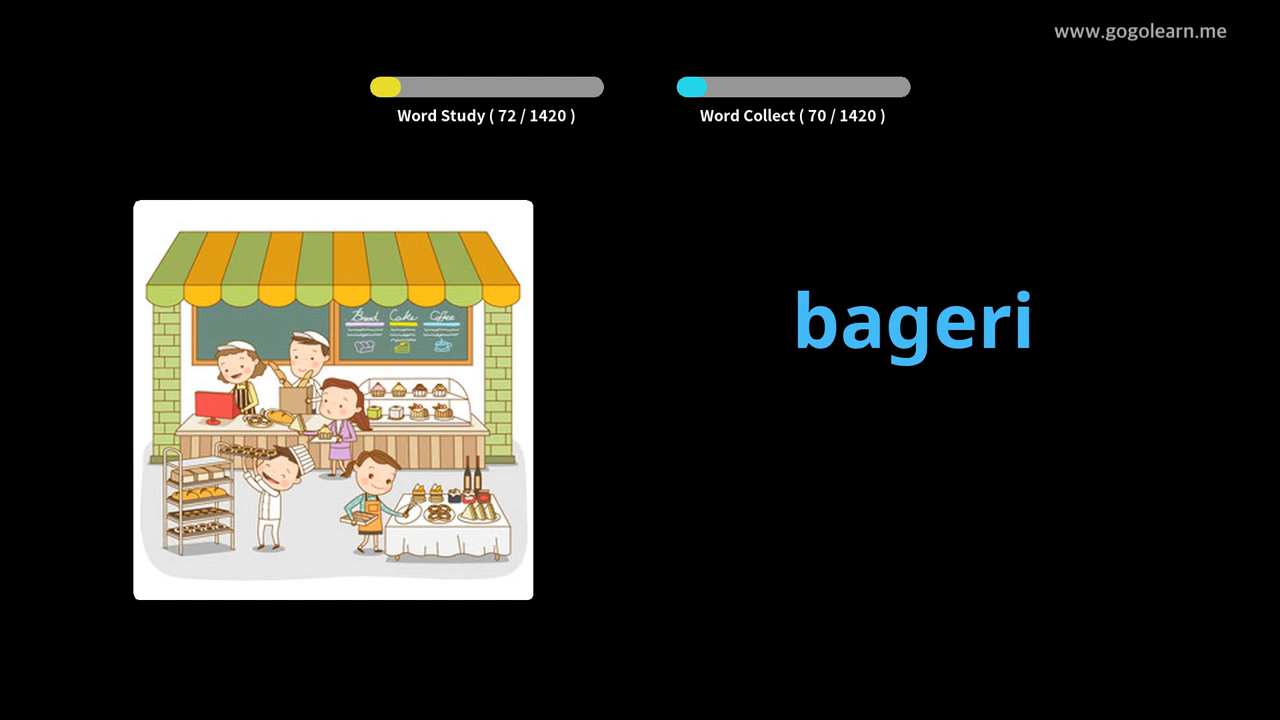 www.gogolearn.me
Word Study ( 72 / 1420 )
Word Collect ( 70 / 1420 )
Bread Cake Coffee
bageri